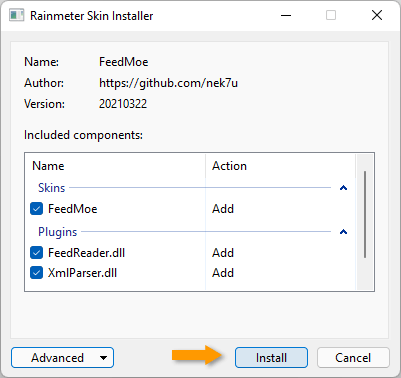 Rainmeter Skin Installer
Name: FeedMoe
Author: https://github.com/nek7u
Version: 20210322
Included components:
Name Action
Skins
FeedMoe Add
Plugins
FeedReader.dll Add
XmlParser.dll Add
Advanced Install Cancel